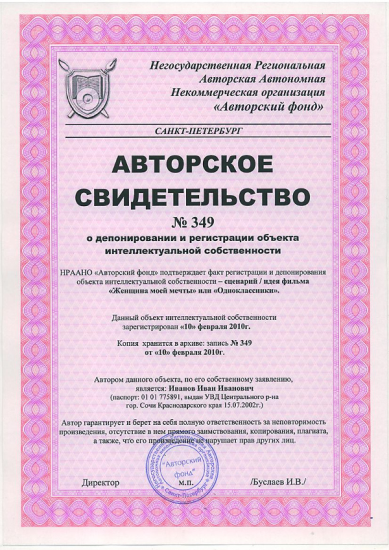 Негосударственная Региональная
Авторская Автономная
Некоммерческая организация
«Авторский фонд»
САНКТ-ПЕТЕРБУРГ
АВТОРСКОЕ
СВИДЕТЕЛЬСТВО
№ 349
о депонировании и регистрации объекта
интеллектуальной собственности
НРААНО «Авторский фонд» подтверждает факт регистрации и депонирования
объекта интеллектуальной собственности – сценарий / идея фильма
«Женщина моей мечты» или «Одноклассники».
Данный объект интеллектуальной собственности
зарегистрирован «10» февраля 2010г.
Копия хранится в архиве: запись № 349
от «10» февраля 2010г.
Автором данного объекта, по его собственному заявлению,
является: Иванов Иван Иванович
(паспорт: 01 01 775891, выдан УВД Центрального р-на
гор. Сочи Краснодарского края 15.07.2002г.)
Автор гарантирует и берет на себя полную ответственность за неповторимость
произведения, отсутствие в нем прямого заимствования, копирования, плагиата,
а также, что его произведение не нарушает прав других лиц.
"Авторский
фонд"
Санкт-Петербург
Директор
м.п.
/Буслаев И.В./